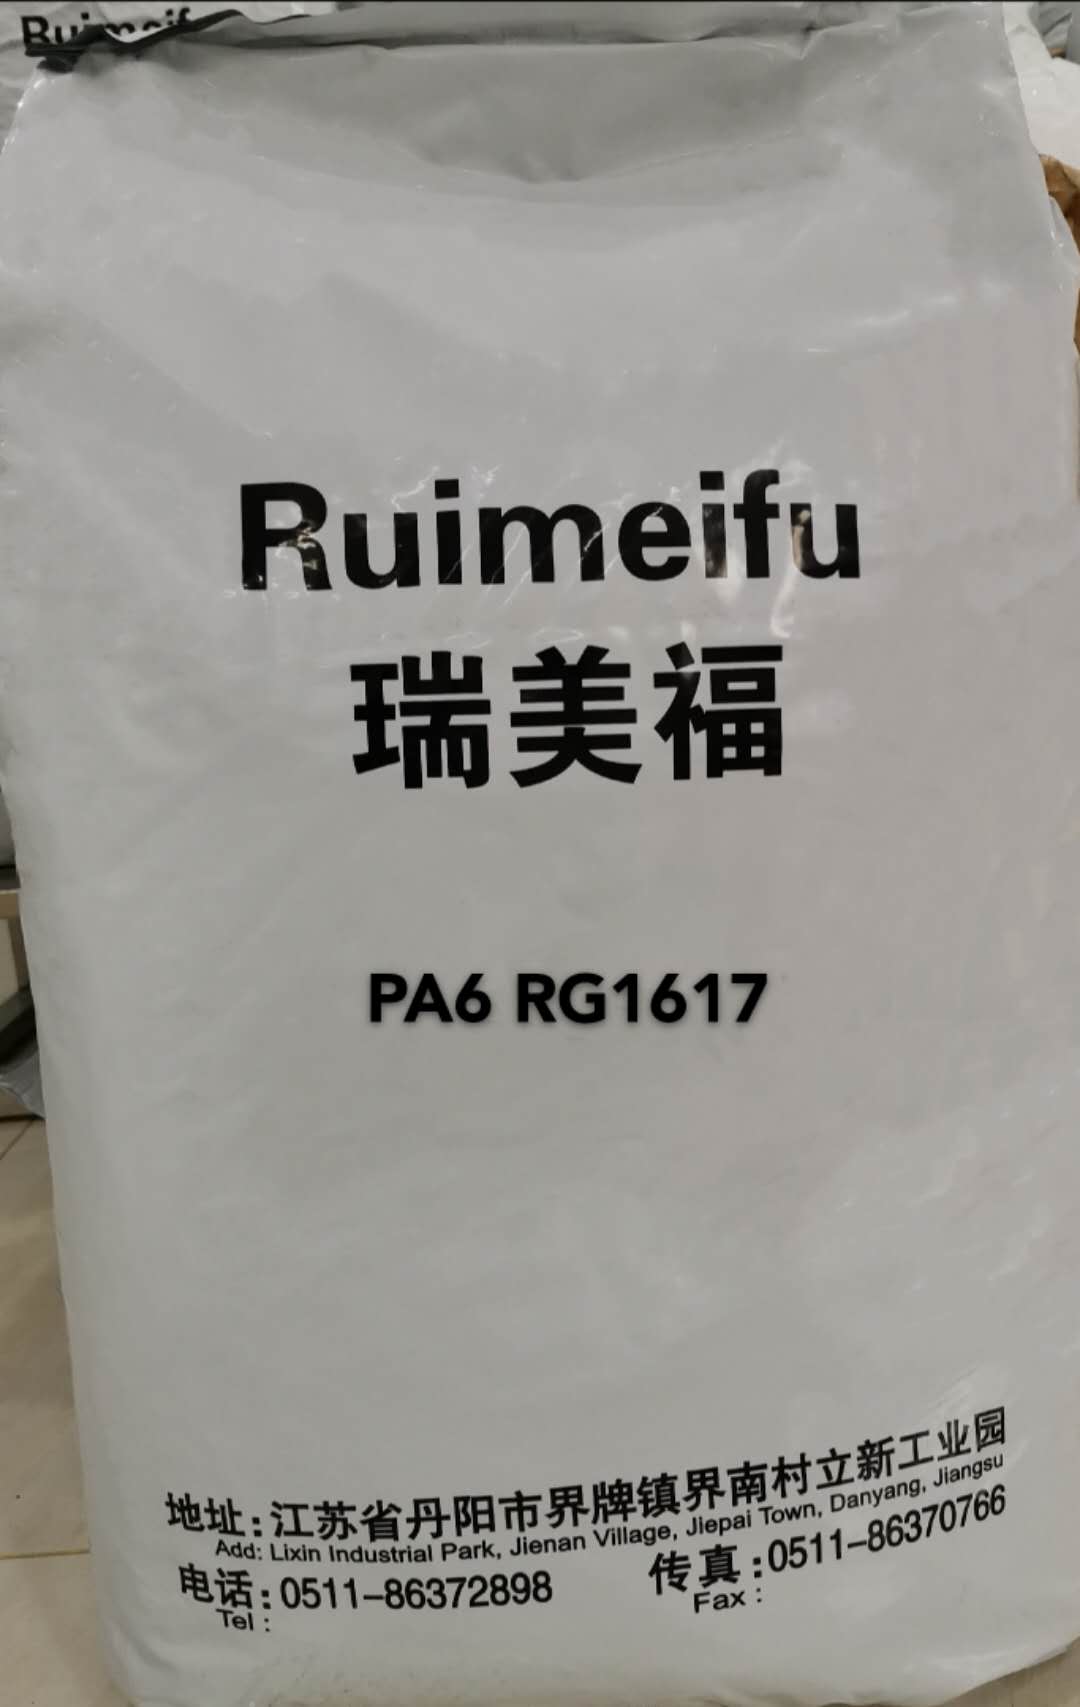 Ruimeif
Ruimeifu
瑞美福
PA6 RG1617
地址:江苏省丹阳市界牌镇界南村立新工业园
Add: Lixin Industrial Park, Jienan Village, Jiepai Town, Danyang, Jiangsu
电话:0511-86372898 传真:0511-86370766
Tel: Fax: